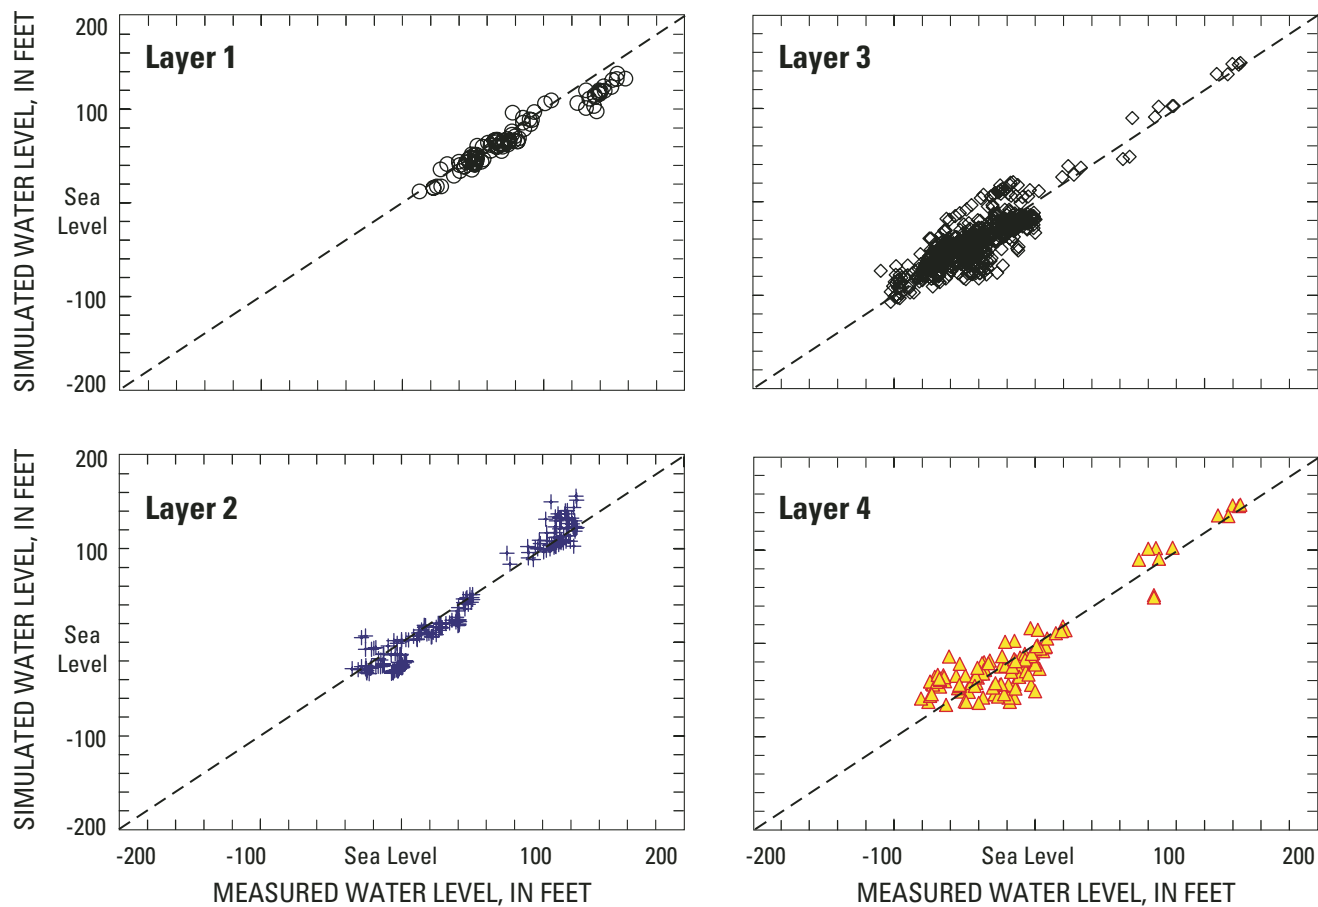 SIMULATED WATER LEVEL, IN FEET
200
100
Sea
Level
-100
-200
Layer 1
Layer 3
SIMULATED WATER LEVEL, IN FEET
200
100
Sea
Level
-100
-200
Layer 2
Layer 4
-200 -100 Sea Level 100 200
-200 -100 Sea Level 100 200
MEASURED WATER LEVEL, IN FEET
MEASURED WATER LEVEL, IN FEET